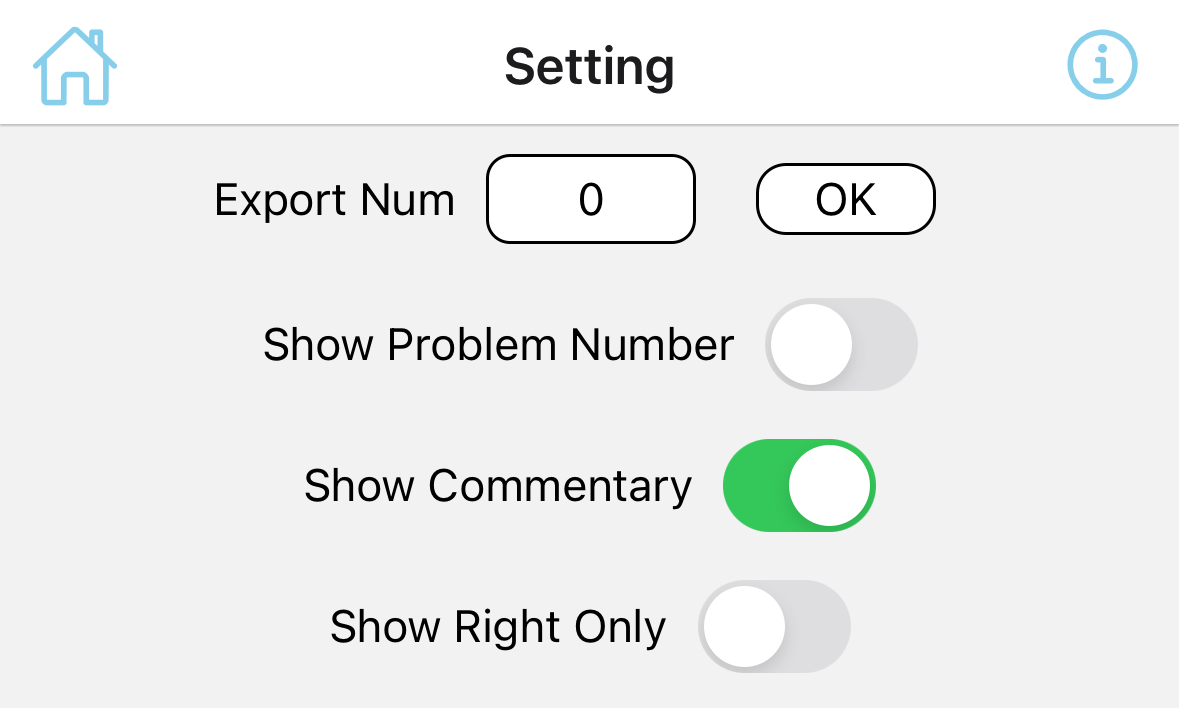 Setting
Export Num 0 OK
Show Problem Number
Show Commentary
Show Right Only